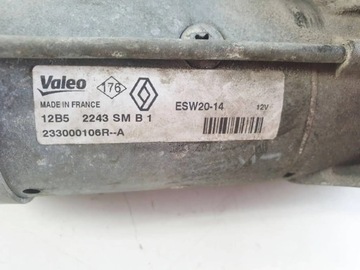 Valeo 176 ESW20-14 12V
MADE IN FRANCE
12B5 2243 SM B 1
233000106R--A